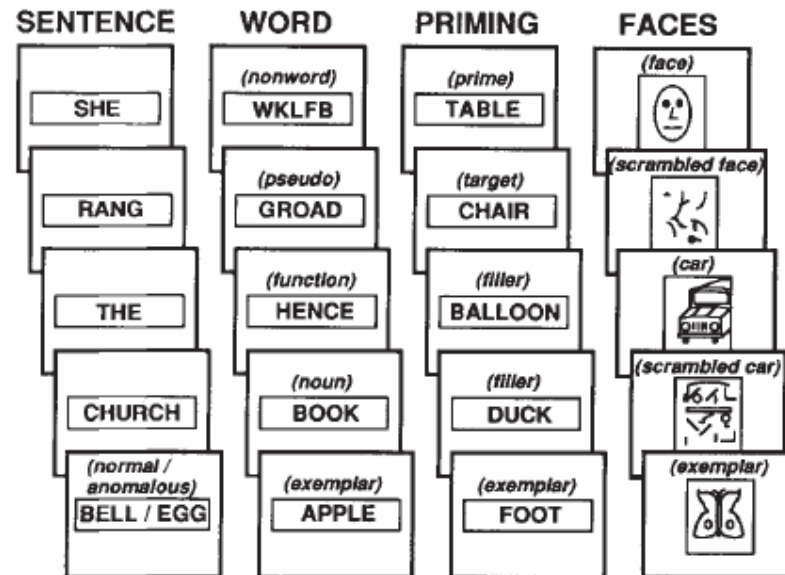 SENTENCE
SHE
RANG
THE
CHURCH
(normal /
anomalous)
BELL / EGG
WORD
(nonword)
WKLFB
(pseudo)
GROAD
(function)
HENCE
(noun)
BOOK
(exemplar)
APPLE
PRIMING
(prime)
TABLE
(target)
CHAIR
(filler)
BALLOON
(filler)
DUCK
(exemplar)
FOOT
FACES
(face)
(scrambled face)
(car)
(scrambled car)
(exemplar)